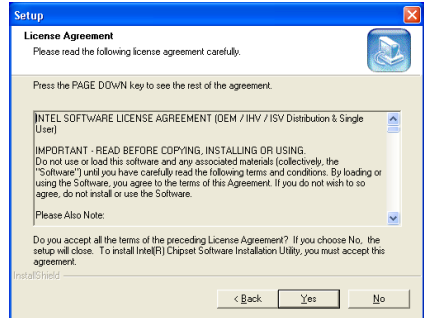 Setup
License Agreement
Please read the following license agreement carefully.
Press the PAGE DOWN key to see the rest of the agreement.
INTEL SOFTWARE LICENSE AGREEMENT (OEM / IHV / ISV Distribution & Single
User)
IMPORTANT - READ BEFORE COPYING, INSTALLING OR USING.
Do not use or load this software and any associated materials (collectively, the
"Software") until you have carefully read the following terms and conditions. By loading or
using the Software, you agree to the terms of this Agreement. If you do not wish to so
agree, do not install or use the Software.
Please Also Note:
Do you accept all the terms of the preceding License Agreement? If you choose No, the
setup will close. To install Intel(R) Chipset Software Installation Utility, you must accept this
agreement.
InstallShield
< Back Yes No